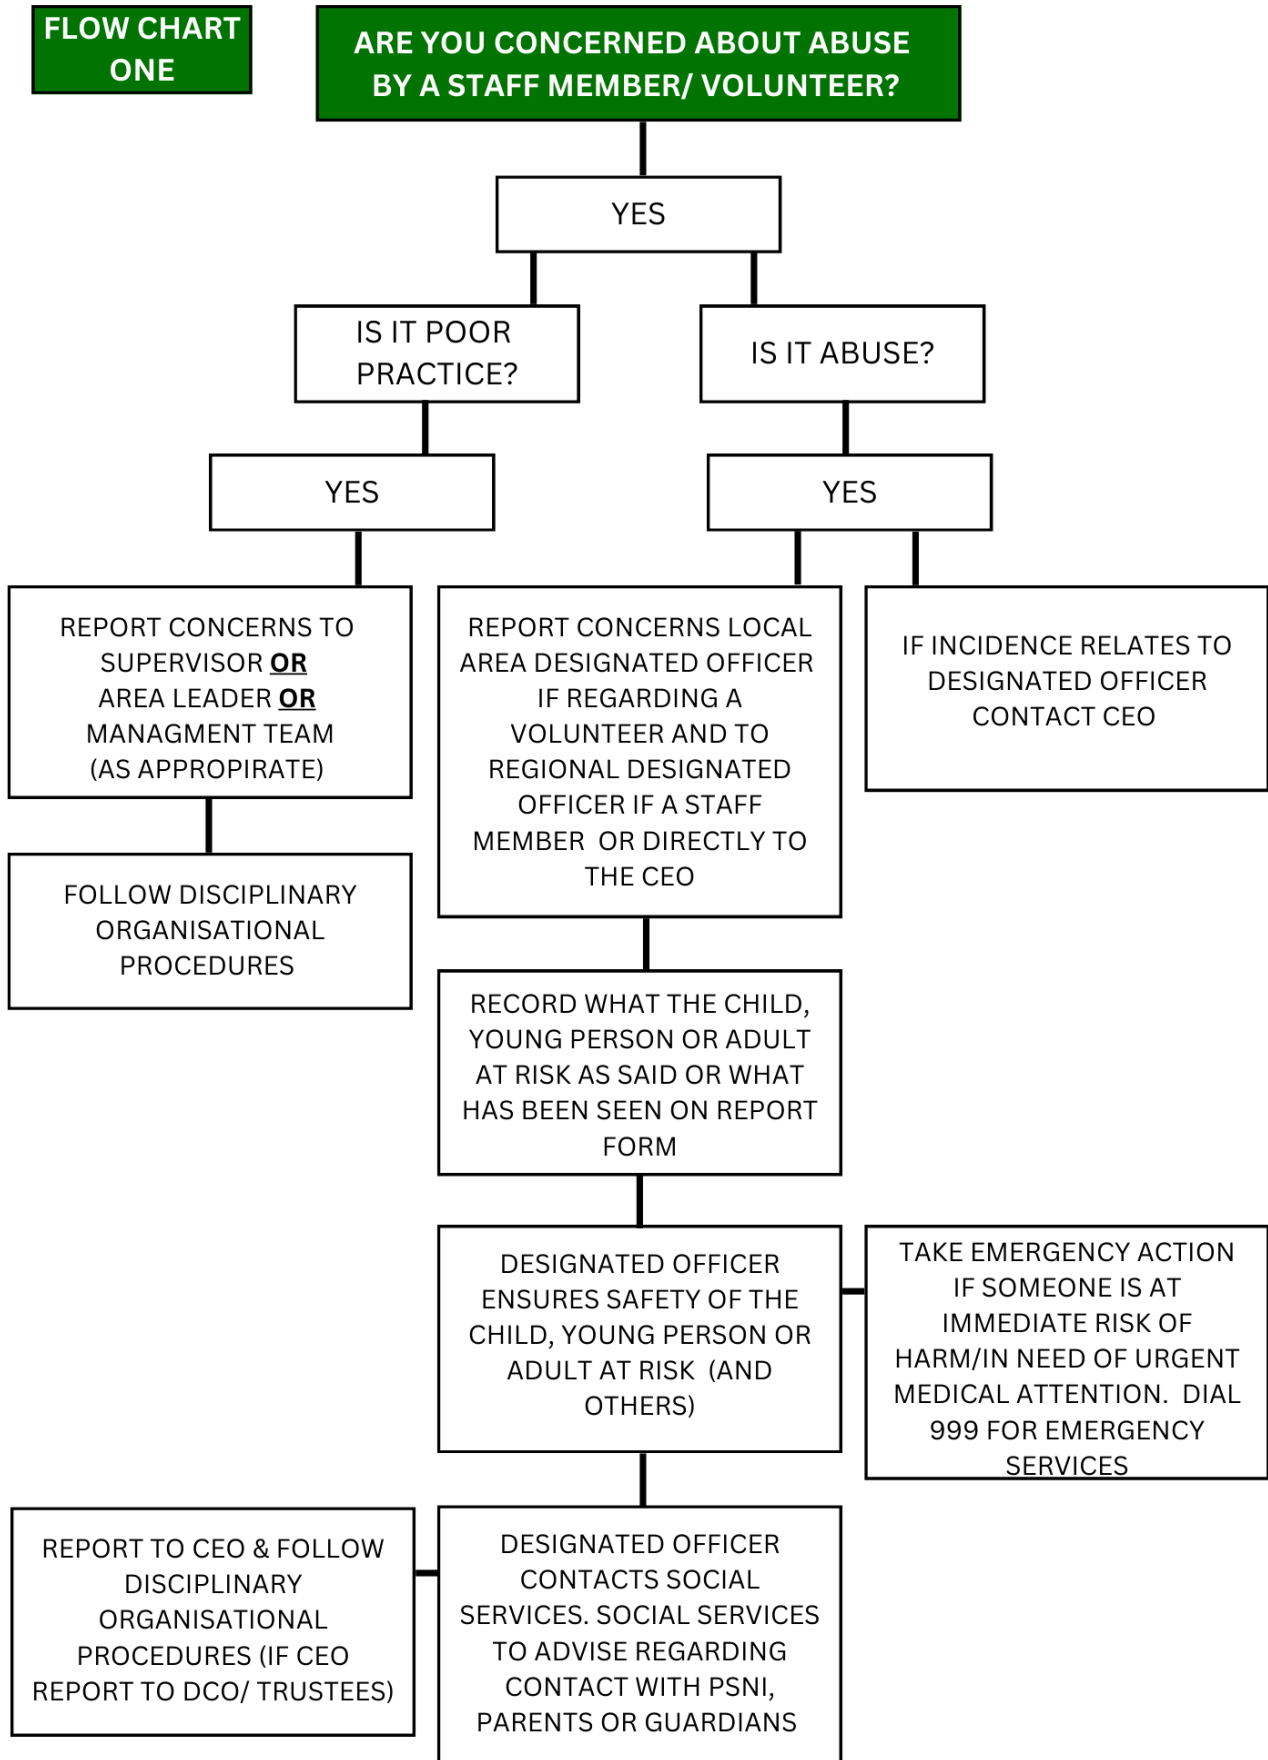 FLOW CHART
ONE
ARE YOU CONCERNED ABOUT ABUSE
BY A STAFF MEMBER/ VOLUNTEER?
YES
IS IT POOR
PRACTICE?
IS IT ABUSE?
YES
YES
REPORT CONCERNS TO
SUPERVISOR OR
AREA LEADER OR
MANAGMENT TEAM
(AS APPROPIRATE)
REPORT CONCERNS LOCAL
AREA DESIGNATED OFFICER
IF REGARDING A
VOLUNTEER AND TO
REGIONAL DESIGNATED
OFFICER IF A STAFF
MEMBER OR DIRECTLY TO
THE CEO
IF INCIDENCE RELATES TO
DESIGNATED OFFICER
CONTACT CEO
FOLLOW DISCIPLINARY
ORGANISATIONAL
PROCEDURES
RECORD WHAT THE CHILD,
YOUNG PERSON OR ADULT
AT RISK AS SAID OR WHAT
HAS BEEN SEEN ON REPORT
FORM
DESIGNATED OFFICER
ENSURES SAFETY OF THE
CHILD, YOUNG PERSON OR
ADULT AT RISK (AND
OTHERS)
TAKE EMERGENCY ACTION
IF SOMEONE IS AT
IMMEDIATE RISK OF
HARM/IN NEED OF URGENT
MEDICAL ATTENTION. DIAL
999 FOR EMERGENCY
SERVICES
REPORT TO CEO & FOLLOW
DISCIPLINARY
ORGANISATIONAL
PROCEDURES (IF CEO
REPORT TO DCO/ TRUSTEES)
DESIGNATED OFFICER
CONTACTS SOCIAL
SERVICES. SOCIAL SERVICES
TO ADVISE REGARDING
CONTACT WITH PSNI,
PARENTS OR GUARDIANS